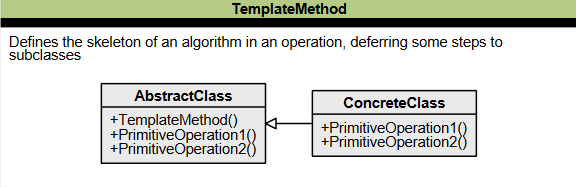 TemplateMethod
Defines the skeleton of an algorithm in an operation, deferring some steps to
subclasses
AbstractClass
+TemplateMethod()
+PrimitiveOperation1()
+PrimitiveOperation2()
ConcreteClass
+PrimitiveOperation1()
+PrimitiveOperation2()